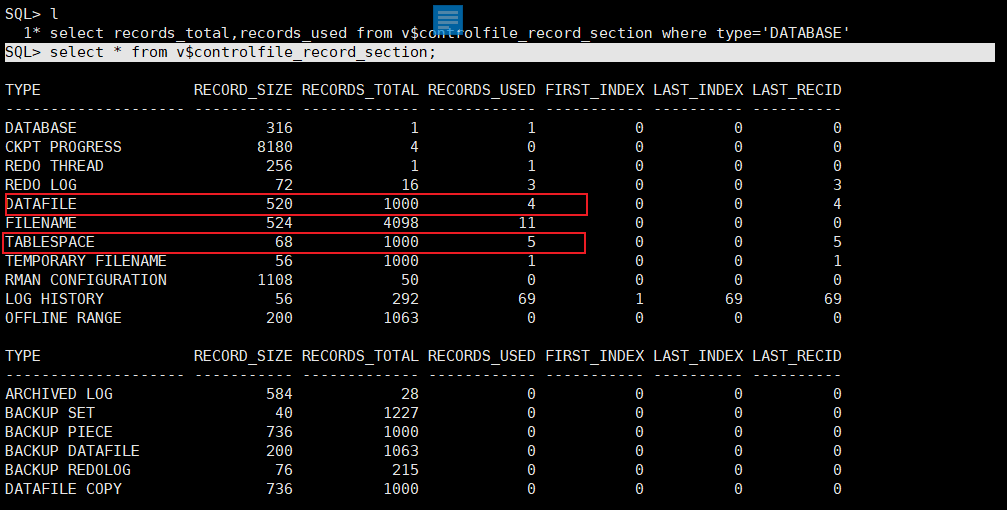 SQL> l
  1* select records_total,records_used from v$controlfile_record_section where type='DATABASE'
SQL> select * from v$controlfile_record_section;
TYPE                 RECORD_SIZE RECORDS_TOTAL RECORDS_USED FIRST_INDEX LAST_INDEX LAST_RECID
-------------------- ----------- ------------- ------------ ----------- ---------- ----------
DATABASE                     316             1            1           0          0          0
CKPT PROGRESS               8180             4            0           0          0          0
REDO THREAD                  256             1            1           0          0          0
REDO LOG                      72            16            3           0          0          3
DATAFILE                     520          1000            4           0          0          4
FILENAME                     524          4098           11           0          0          0
TABLESPACE                    68          1000            5           0          0          5
TEMPORARY FILENAME            56          1000            1           0          0          1
RMAN CONFIGURATION          1108            50            0           0          0          0
LOG HISTORY                   56           292           69           1         69         69
OFFLINE RANGE                200          1063            0           0          0          0
TYPE                 RECORD_SIZE RECORDS_TOTAL RECORDS_USED FIRST_INDEX LAST_INDEX LAST_RECID
-------------------- ----------- ------------- ------------ ----------- ---------- ----------
ARCHIVED LOG                 584            28            0           0          0          0
BACKUP SET                    40          1227            0           0          0          0
BACKUP PIECE                 736          1000            0           0          0          0
BACKUP DATAFILE              200          1063            0           0          0          0
BACKUP REDOLOG                76           215            0           0          0          0
DATAFILE COPY                736          1000            0           0          0          0